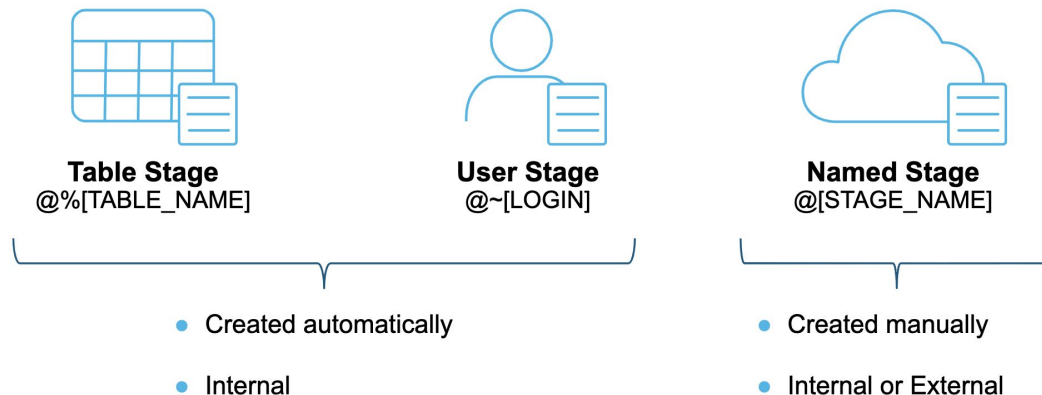 Table Stage
@%[TABLE_NAME]
User Stage
@~[LOGIN]
Named Stage
@[STAGE_NAME]
• Created automatically
• Internal
• Created manually
• Internal or External